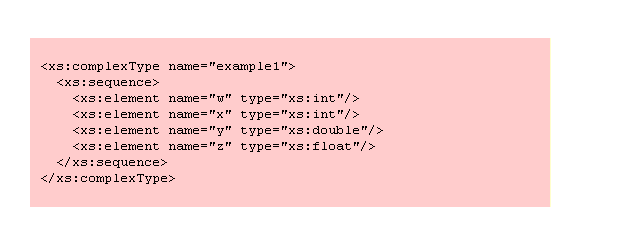 <xs:complexType name="example1">
  <xs:sequence>
    <xs:element name="w" type="xs:int"/>
    <xs:element name="x" type="xs:int"/>
    <xs:element name="y" type="xs:double"/>
    <xs:element name="z" type="xs:float"/>
  </xs:sequence>
</xs:complexType>